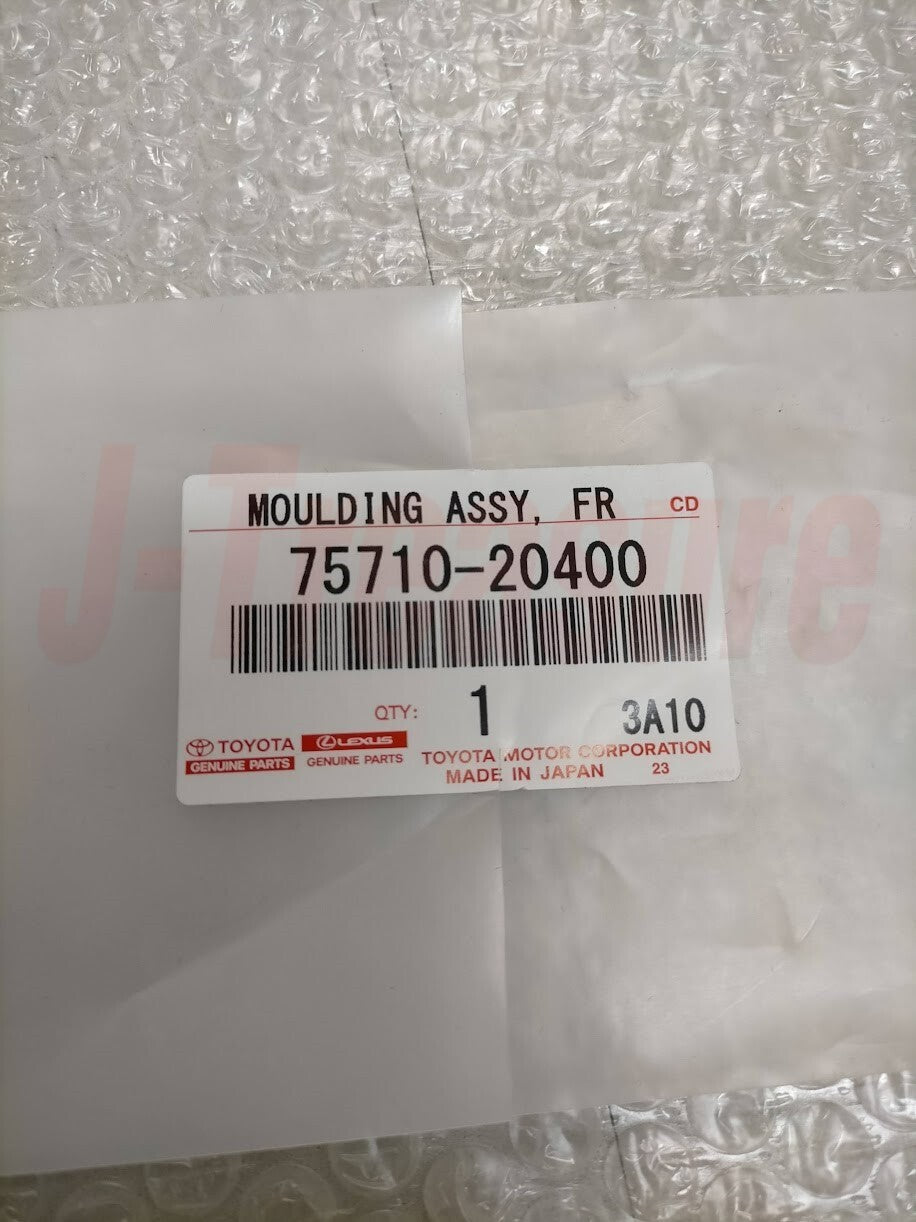 MOULDING ASSY, FR CD
75710-20400
QTY: 1 3A10
TOYOTA LEXUS
GENUINE PARTS GENUINE PARTS
TOYOTA MOTOR CORPORATION
MADE IN JAPAN 23